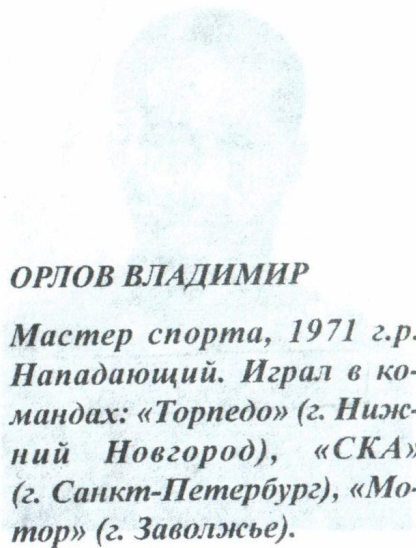 ОРЛОВ ВЛАДИМИР
Мастер спорта, 1971 г.р.
Нападающий. Играл в ко-
мандах: «Торпедо» (г. Ниж-
ний Новгород), «СКА»
(г. Санкт-Петербург), «Мо-
тор» (г. Заволжье).